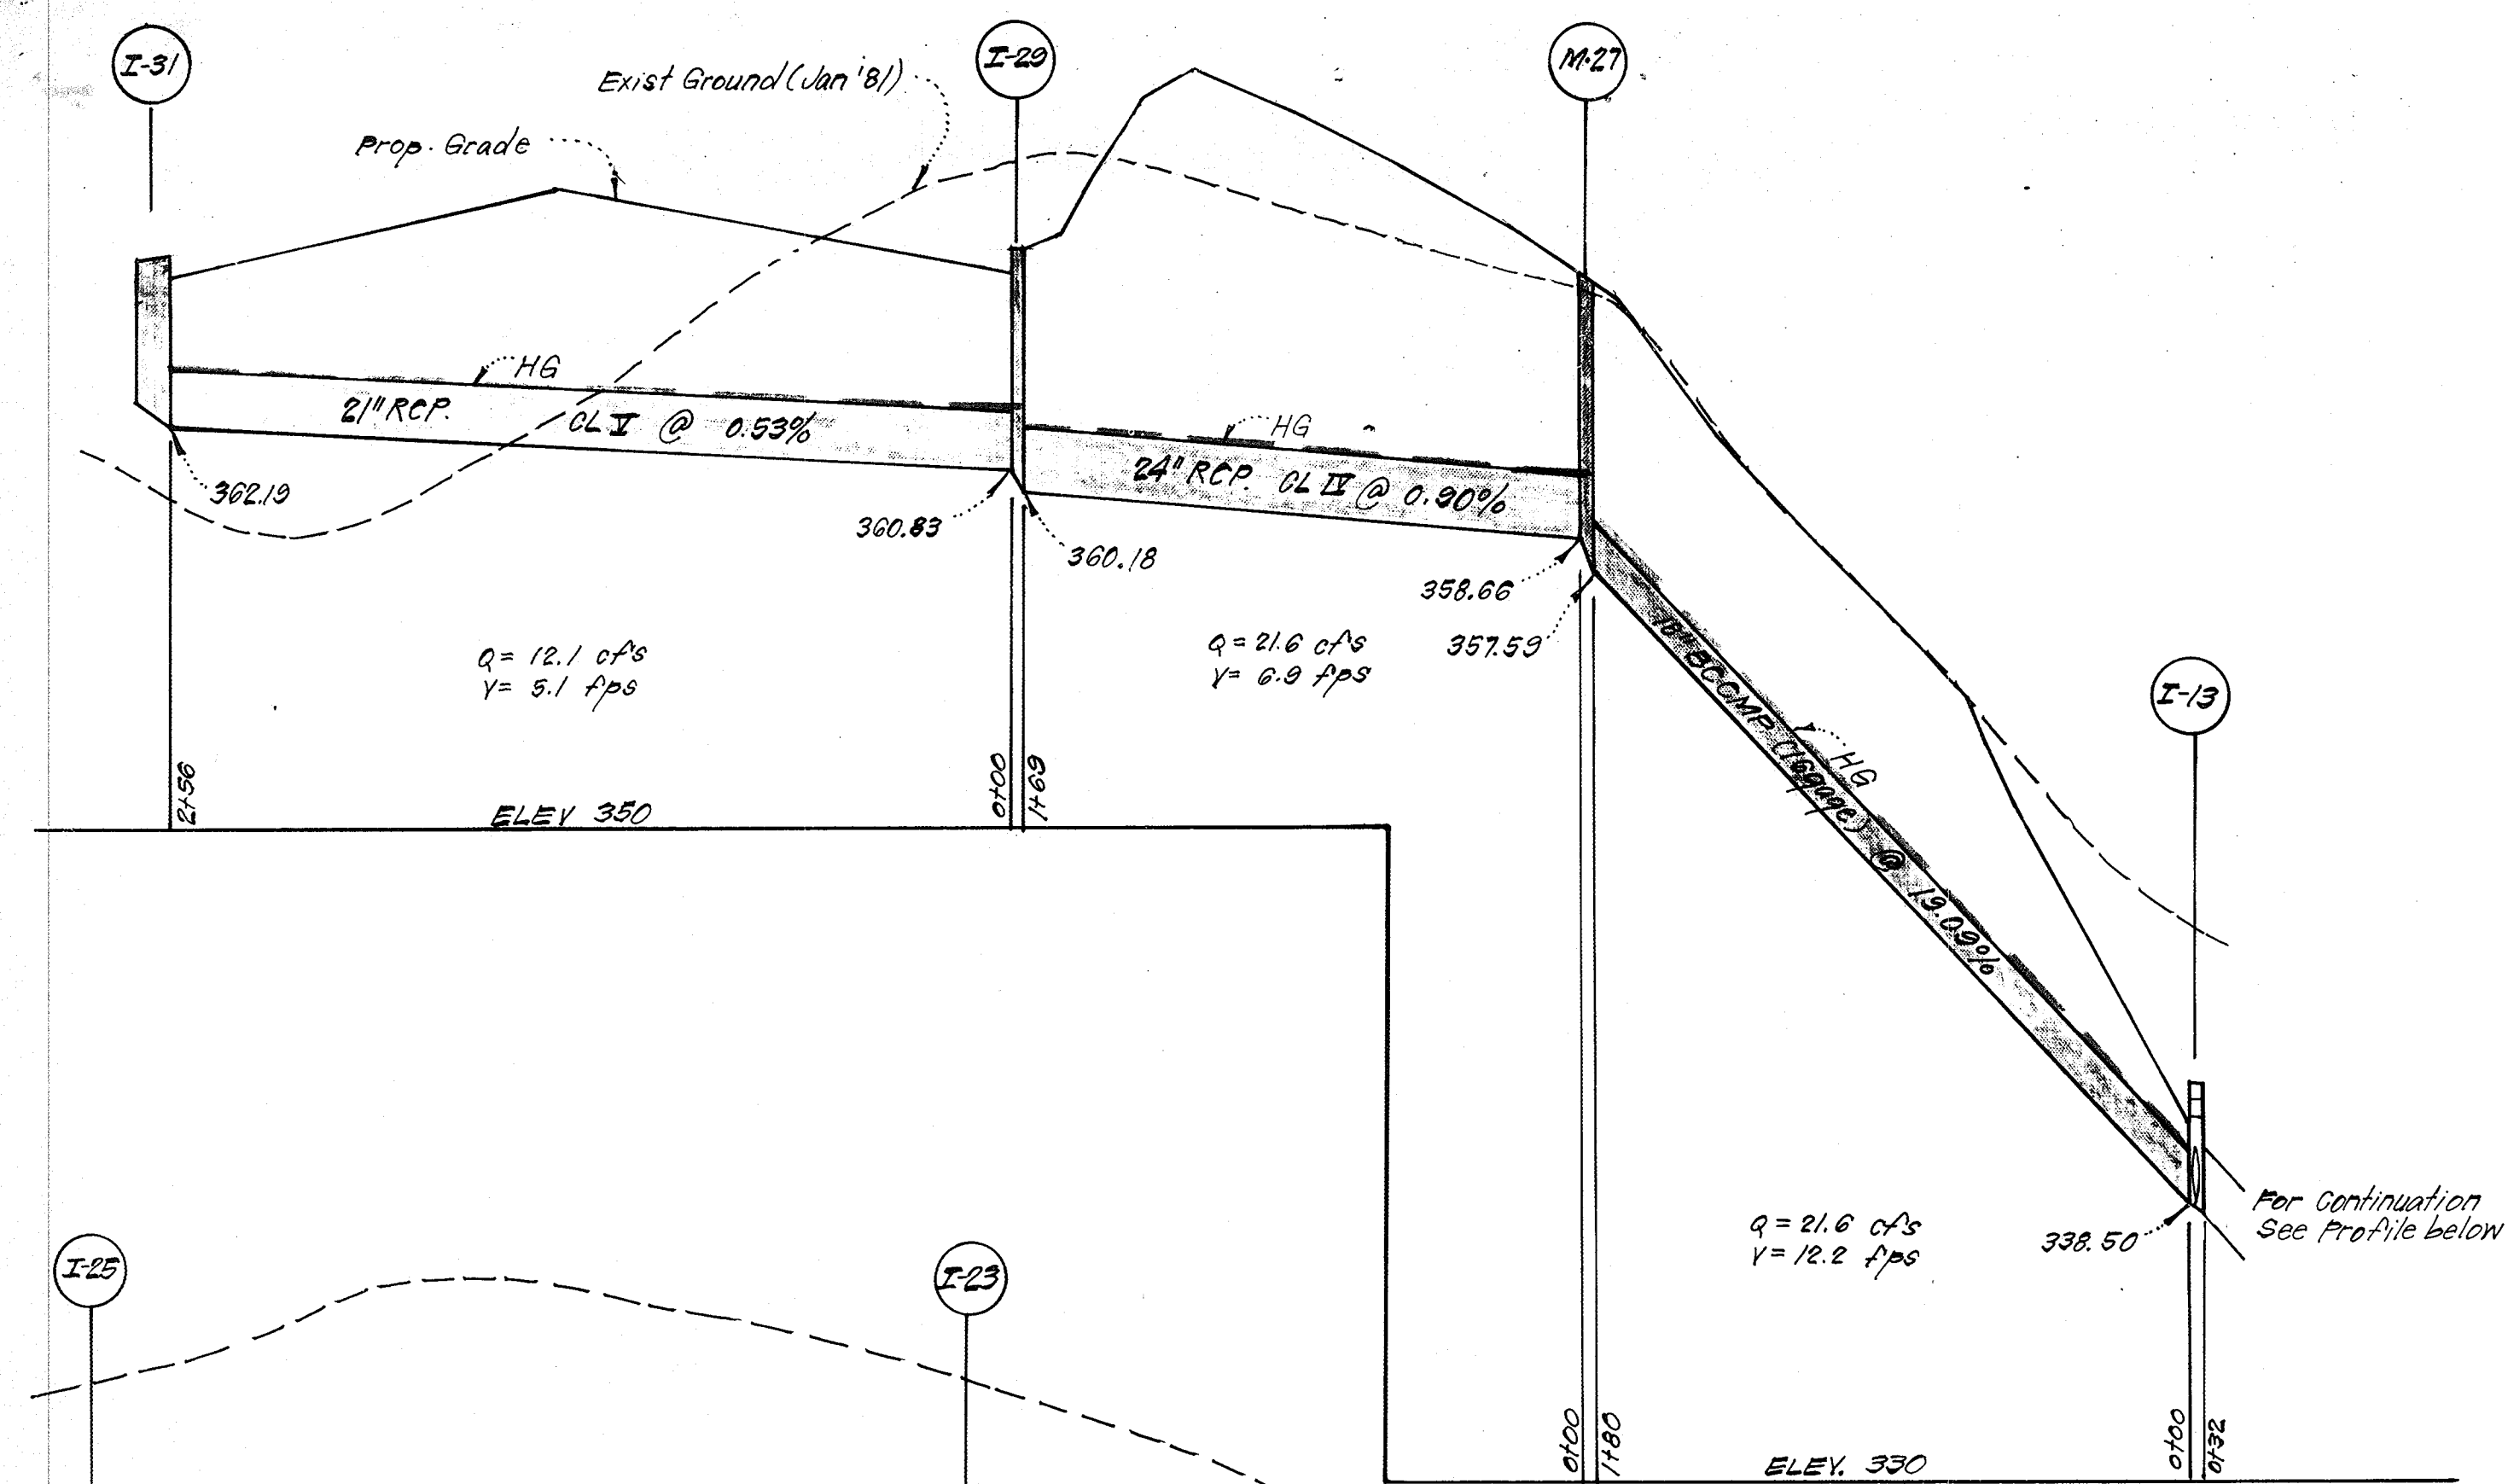 I-31
I-29
M-27
Exist Ground (Jan '81)
Prop. Grade
HG
21" RCP. CL V @ 0.53%
HG
24" RCP. CL IV @ 0.90%
362.19
360.83
360.18
358.66
357.59
Q = 12.1 cfs
V = 5.1 fps
Q = 21.6 cfs
V = 6.9 fps
18" BCCMP (16gage) @ 19.09%
HG
I-13
2+56
0+00
1+69
ELEV 350
For Continuation
See Profile below
338.50
Q = 21.6 cfs
V = 12.2 fps
I-25
I-23
0+00
1+80
0+00
0+32
ELEV. 330